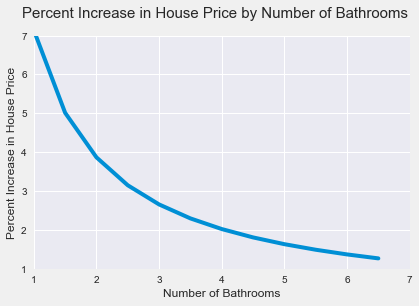 Percent Increase in House Price by Number of Bathrooms
7
6
5
4
3
2
1
Percent Increase in House Price
1 2 3 4 5 6 7
Number of Bathrooms